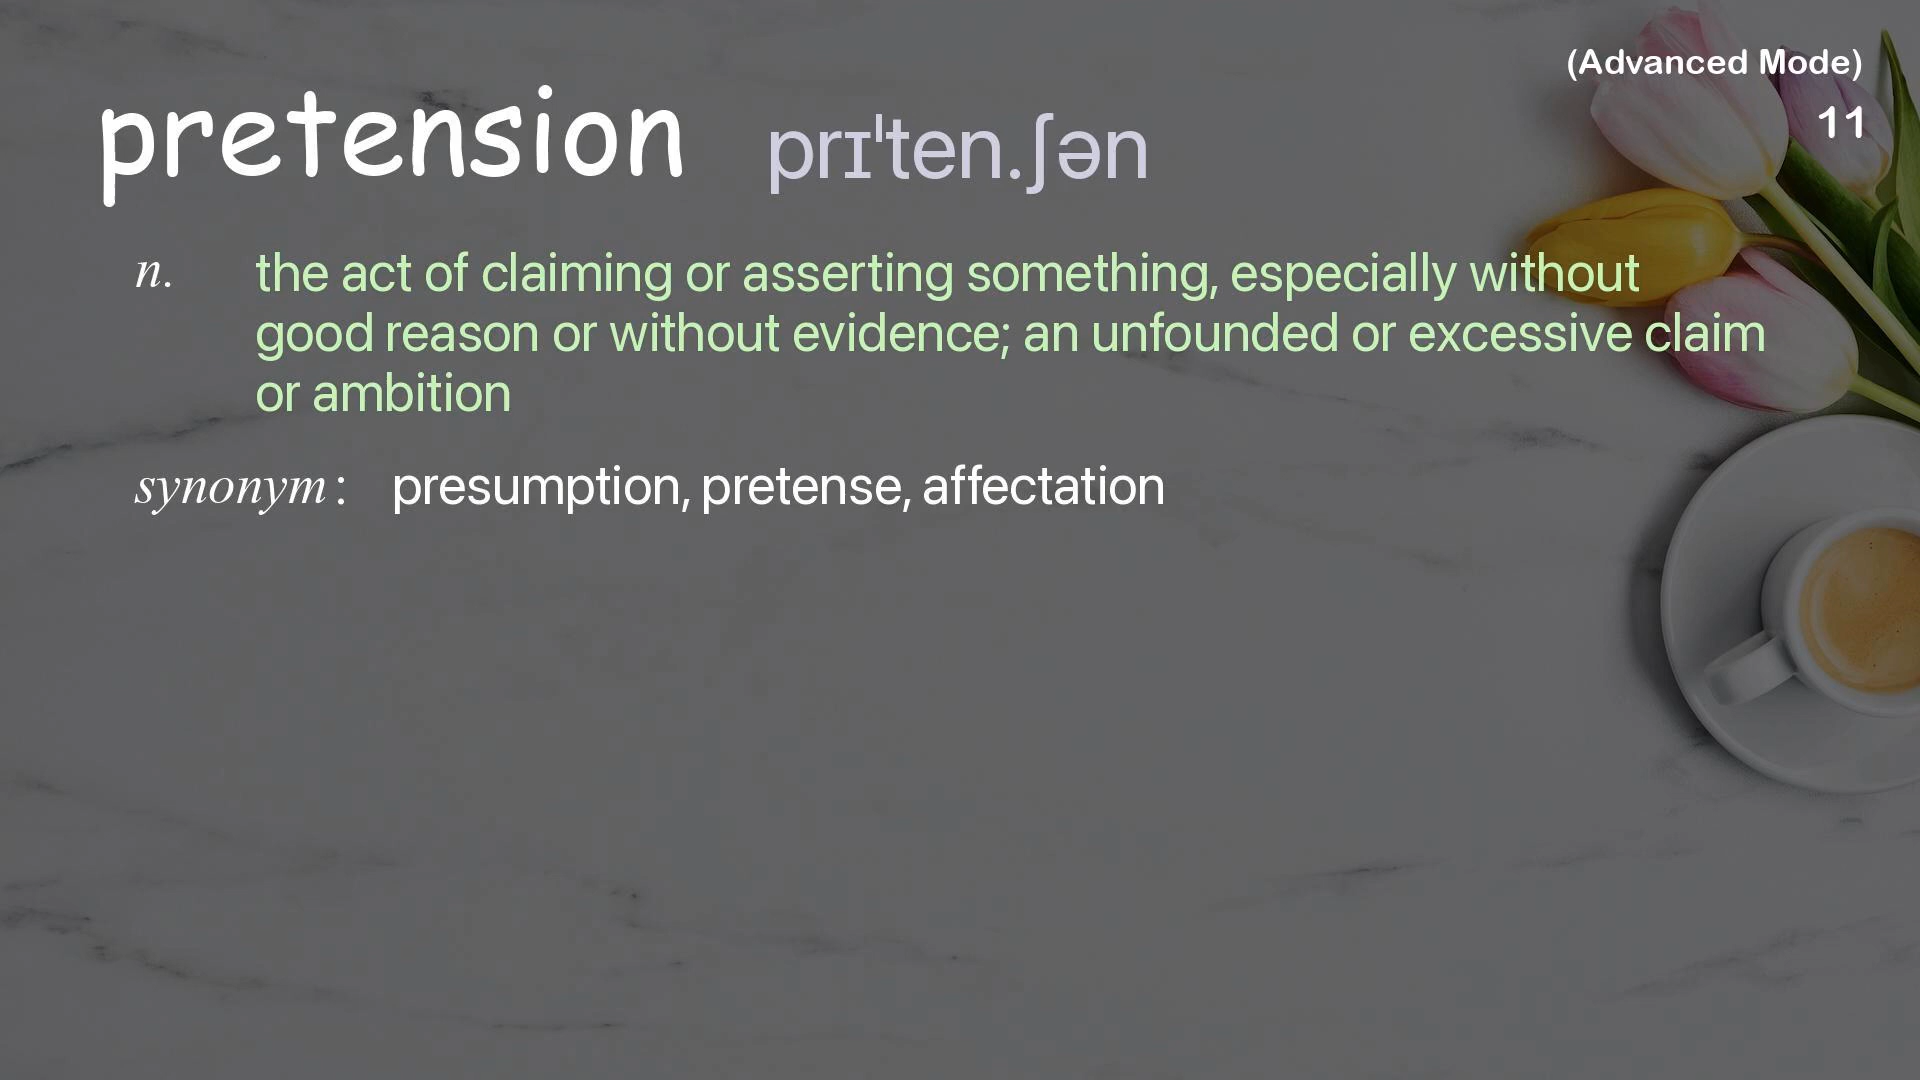 (Advanced Mode)
pretension prɪˈten.ʃən
11
n. the act of claiming or asserting something, especially without
good reason or without evidence; an unfounded or excessive claim
or ambition
synonym: presumption, pretense, affectation